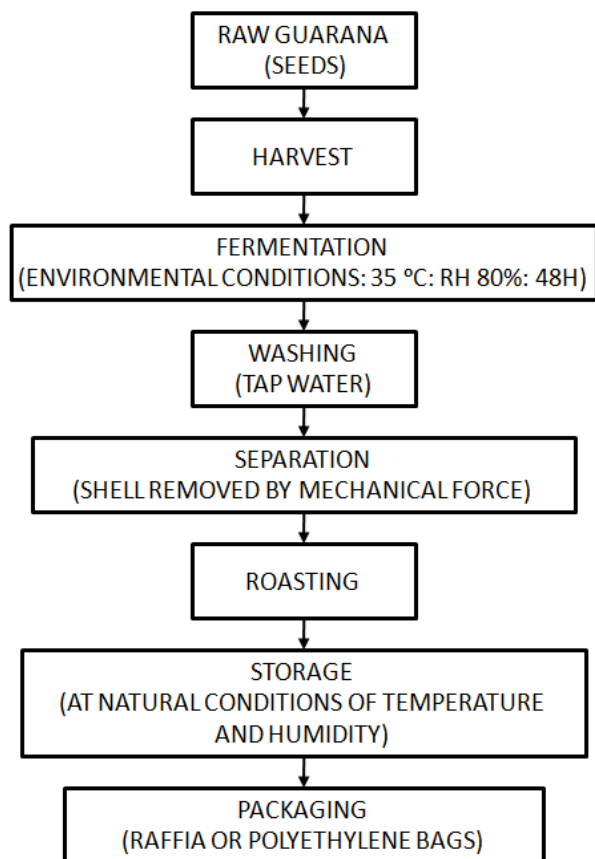 RAW GUARANA
(SEEDS)
HARVEST
FERMENTATION
(ENVIRONMENTAL CONDITIONS: 35 ºC: RH 80%: 48H)
WASHING
(TAP WATER)
SEPARATION
(SHELL REMOVED BY MECHANICAL FORCE)
ROASTING
STORAGE
(AT NATURAL CONDITIONS OF TEMPERATURE
AND HUMIDITY)
PACKAGING
(RAFFIA OR POLYETHYLENE BAGS)